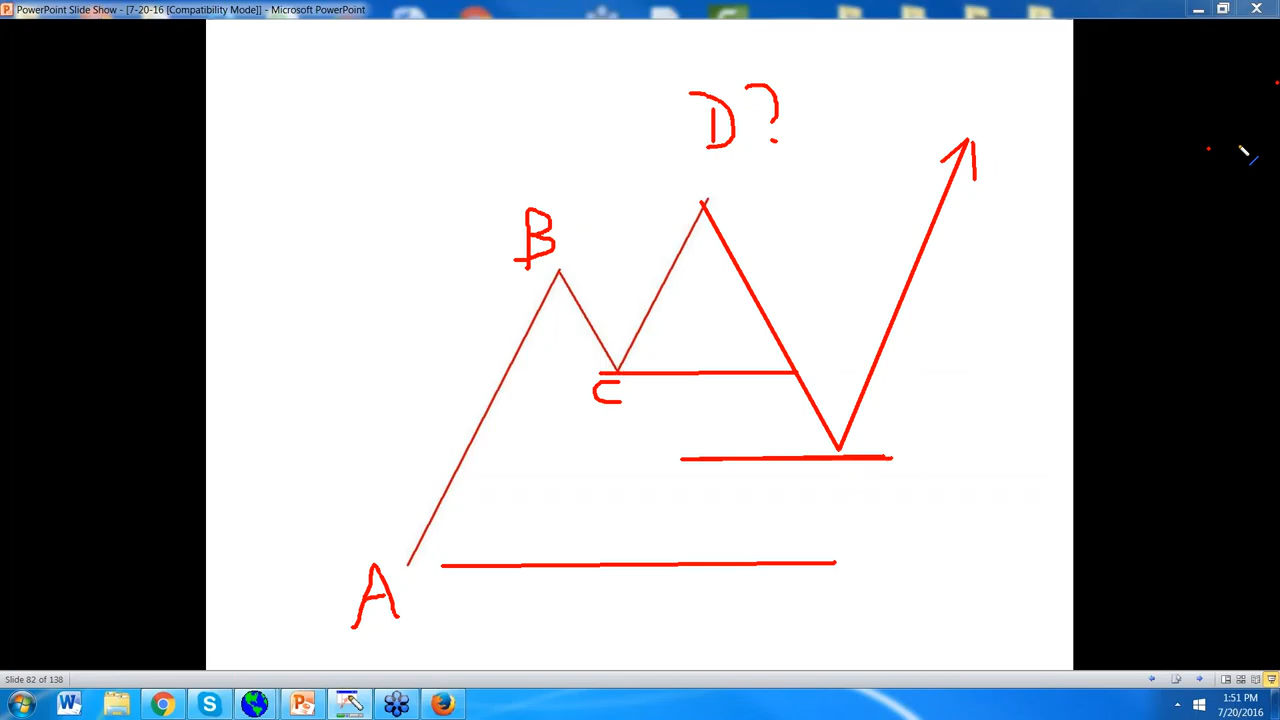 PowerPoint Slide Show - [7-20-16 [Compatibility Mode]] - Microsoft PowerPoint
D?
B
C
A
Slide 82 of 138
1:51 PM
7/20/2016